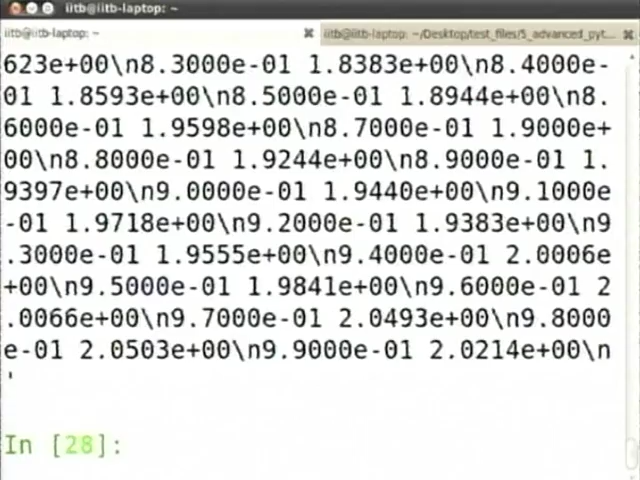 iitb@iitb-laptop: ~
iitb@iitb-laptop: ~ iitb@iitb-laptop: ~/Desktop/test_files/5_advanced_pyt...
623e+00\n8.3000e-01 1.8383e+00\n8.4000e-
01 1.8593e+00\n8.5000e-01 1.8944e+00\n8.
6000e-01 1.9598e+00\n8.7000e-01 1.9000e+
00\n8.8000e-01 1.9244e+00\n8.9000e-01 1.
9397e+00\n9.0000e-01 1.9440e+00\n9.1000e
-01 1.9718e+00\n9.2000e-01 1.9383e+00\n9
.3000e-01 1.9555e+00\n9.4000e-01 2.0006e
+00\n9.5000e-01 1.9841e+00\n9.6000e-01 2
.0066e+00\n9.7000e-01 2.0493e+00\n9.8000
e-01 2.0503e+00\n9.9000e-01 2.0214e+00\n
'
In [28]: